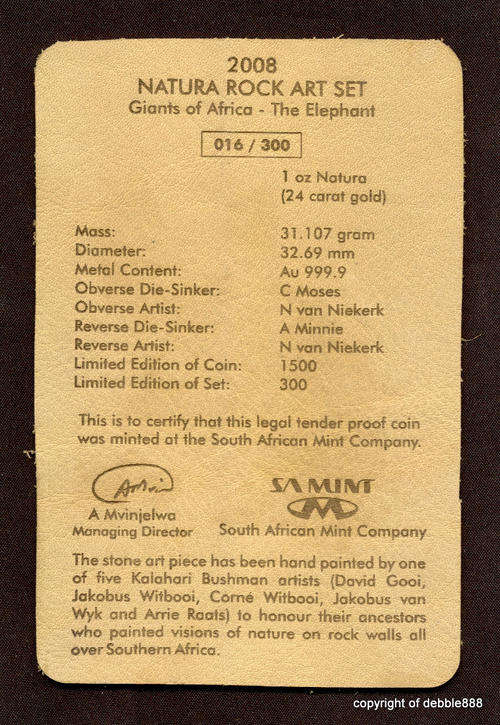 2008
NATURA ROCK ART SET
Giants of Africa - The Elephant
016 / 300
1 oz Natura
(24 carat gold)
Mass: 31.107 gram
Diameter: 32.69 mm
Metal Content: Au 999.9
Obverse Die-Sinker: C Moses
Obverse Artist: N van Niekerk
Reverse Die-Sinker: A Minnie
Reverse Artist: N van Niekerk
Limited Edition of Coin: 1500
Limited Edition of Set: 300
This is to certify that this legal tender proof coin
was minted at the South African Mint Company.
A Mvinjelwa
Managing Director
SA MINT
South African Mint Company
The stone art piece has been hand painted by one
of five Kalahari Bushman artists (David Gooi,
Jakobus Witbooi, Corné Witbooi, Jakobus van
Wyk and Arrie Raats) to honour their ancestors
who painted visions of nature on rock walls all
over Southern Africa.
copyright of debble888